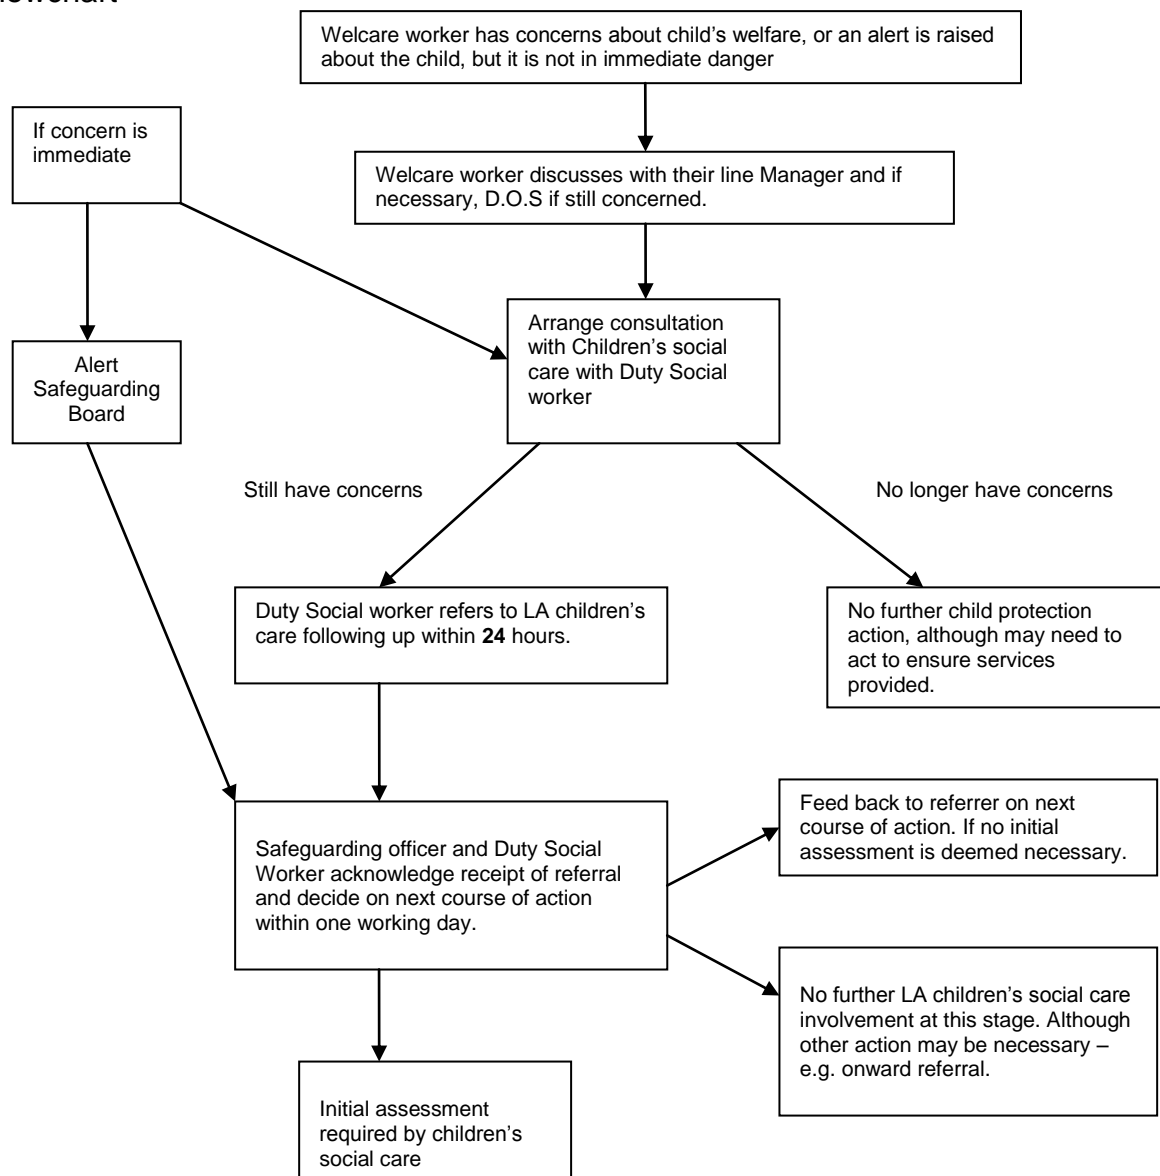 Welcare worker has concerns about child's welfare, or an alert is raised
about the child, but it is not in immediate danger
If concern is
immediate
Welcare worker discusses with their line Manager and if
necessary, D.O.S if still concerned.
Arrange consultation
with Children's social
care with Duty Social
worker
Alert
Safeguarding
Board
Still have concerns
No longer have concerns
Duty Social worker refers to LA children's
care following up within 24 hours.
No further child protection
action, although may need to
act to ensure services
provided.
Safeguarding officer and Duty Social
Worker acknowledge receipt of referral
and decide on next course of action
within one working day.
Feed back to referrer on next
course of action. If no initial
assessment is deemed necessary.
No further LA children's social care
involvement at this stage. Although
other action may be necessary –
e.g. onward referral.
Initial assessment
required by children's
social care